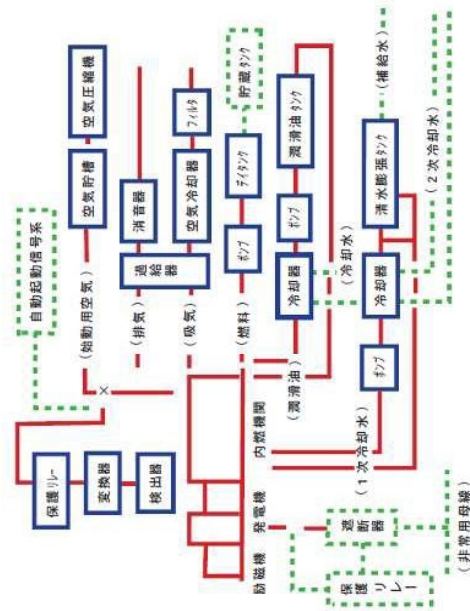 自動起動信号系
空気圧縮機
空気貯槽
(始動用空気)
消音器
(排気)
過給器
フィルタ
空気冷却器
(吸気)
貯蔵タンク
デイタンク
ポンプ
(燃料)
潤滑油タンク
ポンプ
冷却器
(潤滑油)
(冷却水)
(補給水)
清水膨張タンク
(2次冷却水)
冷却器
ポンプ
(1次冷却水)
×
保護リレー
変換器
検出器
励磁機
発電機
内燃機関
遮断器
保護リレー
(非常用母線)